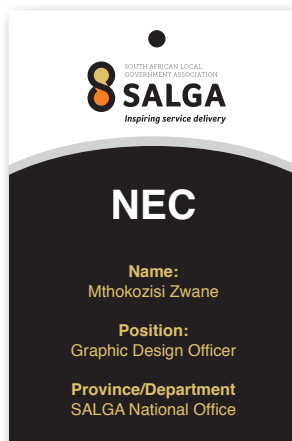 SOUTH AFRICAN LOCAL
GOVERNMENT ASSOCIATION
SALGA
Inspiring service delivery
NEC
Name:
Mthokozisi Zwane
Position:
Graphic Design Officer
Province/Department
SALGA National Office